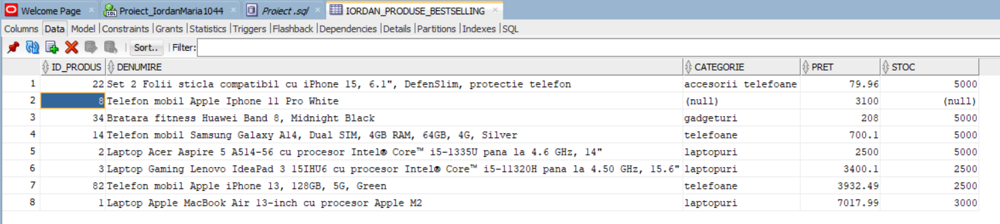 Welcome Page × Proiect_IordanMaria1044 × Proiect .sql × IORDAN_PRODUSE_BESTSELLING ×
Columns Data Model |Constraints |Grants |Statistics |Triggers |Flashback |Dependencies |Details |Partitions |Indexes |SQL
Sort.. | Filter:
ID_PRODUS DENUMIRE CATEGORIE PRET STOC
1 22 Set 2 Folii sticla compatibil cu iPhone 15, 6.1", DefenSlim, protectie telefon accesorii telefoane 79.96 5000
2 8 Telefon mobil Apple Iphone 11 Pro White (null) 3100 (null)
3 34 Bratara fitness Huawei Band 8, Midnight Black gadgeturi 208 5000
4 14 Telefon mobil Samsung Galaxy A14, Dual SIM, 4GB RAM, 64GB, 4G, Silver telefoane 700.1 5000
5 2 Laptop Acer Aspire 5 A514-56 cu procesor Intel® Core™ i5-1335U pana la 4.6 GHz, 14" laptopuri 2500 5000
6 3 Laptop Gaming Lenovo IdeaPad 3 15IHU6 cu procesor Intel® Core™ i5-11320H pana la 4.50 GHz, 15.6" laptopuri 3400.1 2500
7 82 Telefon mobil Apple iPhone 13, 128GB, 5G, Green telefoane 3932.49 2500
8 1 Laptop Apple MacBook Air 13-inch cu procesor Apple M2 laptopuri 7017.99 3000